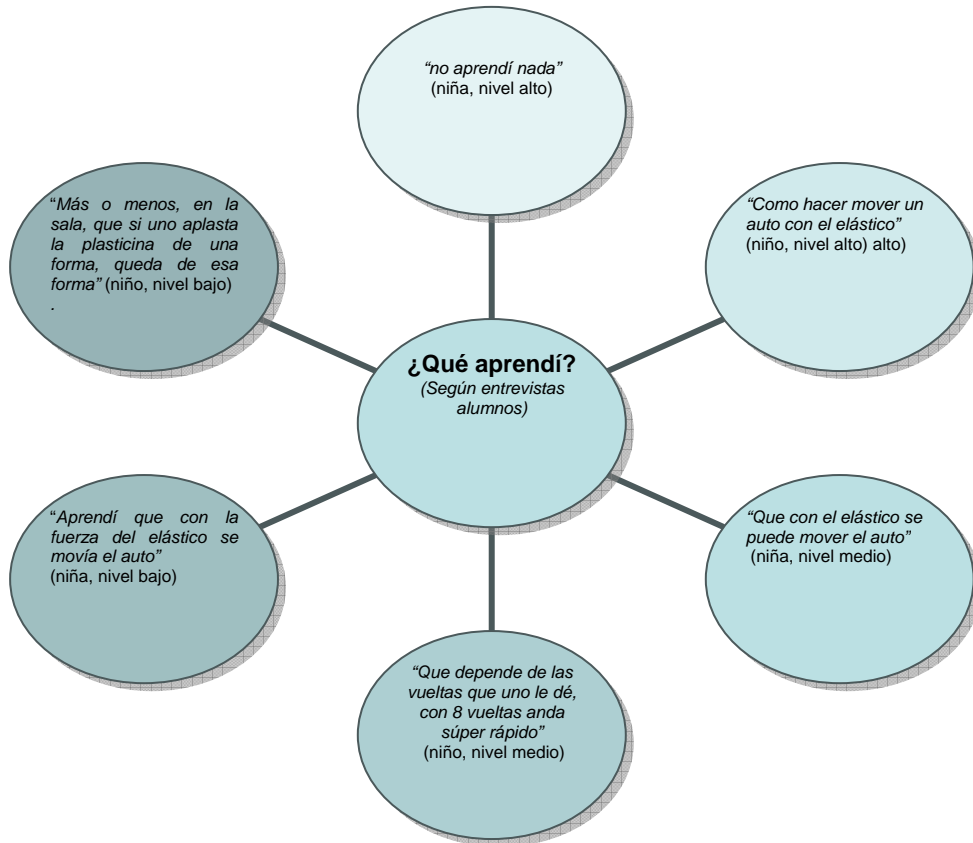 “no aprendí nada”
(niña, nivel alto)
“Más o menos, en la
sala, que si uno aplasta
la plasticina de una
forma, queda de esa
forma” (niño, nivel bajo)
.
“Como hacer mover un
auto con el elástico”
(niño, nivel alto) alto)
¿Qué aprendí?
(Según entrevistas
alumnos)
“Aprendí que con la
fuerza del elástico se
movía el auto”
(niña, nivel bajo)
“Que con el elástico se
puede mover el auto”
(niña, nivel medio)
“Que depende de las
vueltas que uno le dé,
con 8 vueltas anda
súper rápido”
(niño, nivel medio)